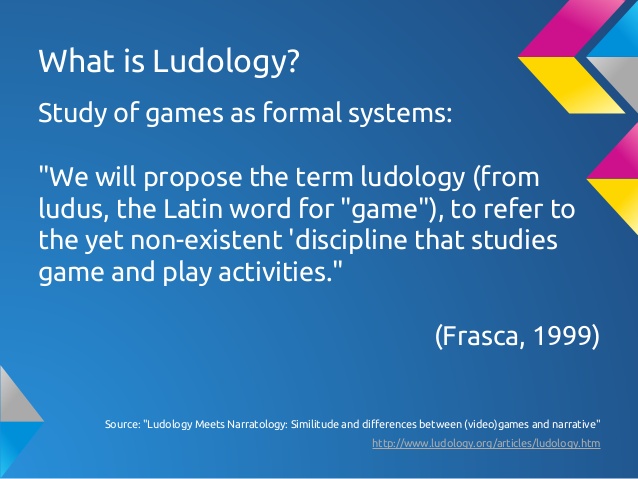 What is Ludology?
Study of games as formal systems:
"We will propose the term ludology (from
ludus, the Latin word for "game"), to refer to
the yet non-existent 'discipline that studies
game and play activities."
(Frasca, 1999)
Source: "Ludology Meets Narratology: Similitude and differences between (video)games and narrative"
http://www.ludology.org/articles/ludology.htm